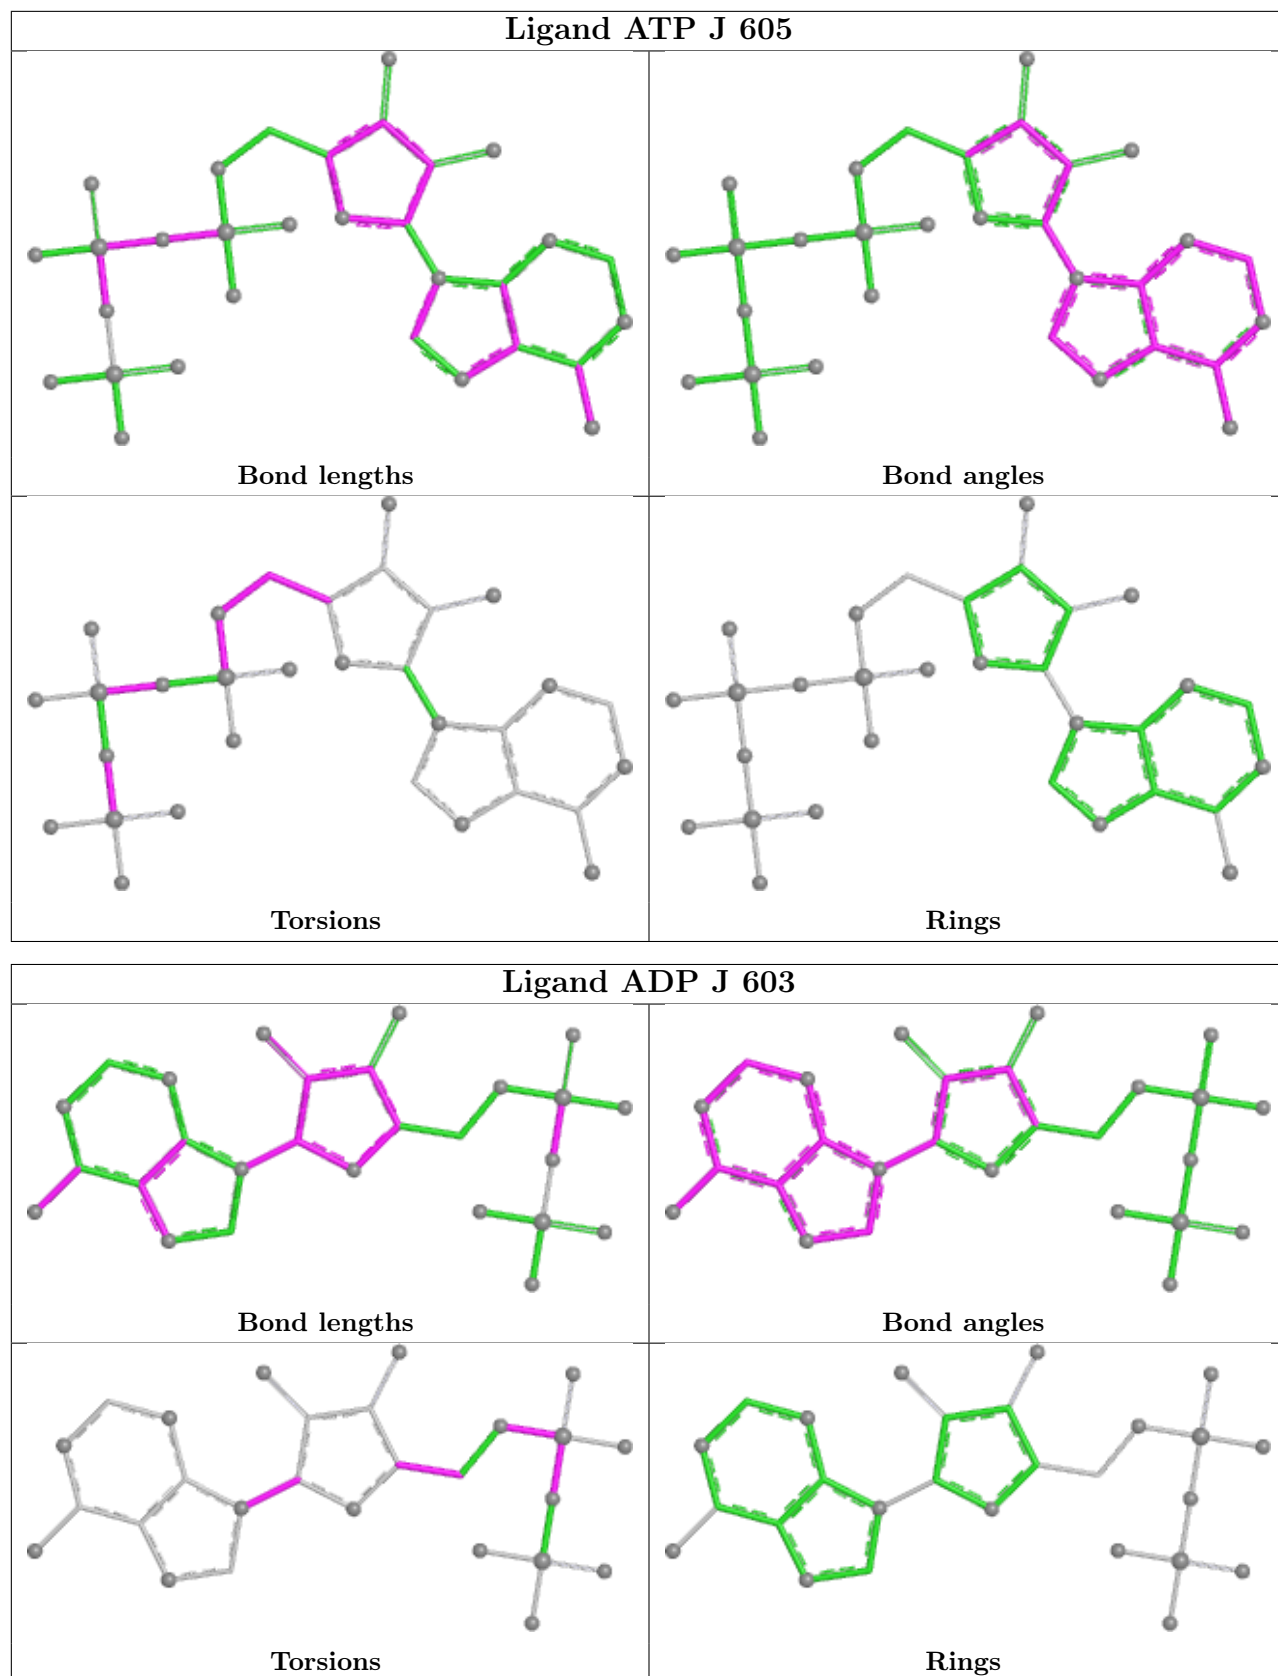 Ligand ATP J 605
Bond lengths
Bond angles
Torsions
Rings
Ligand ADP J 603
Bond lengths
Bond angles
Torsions
Rings